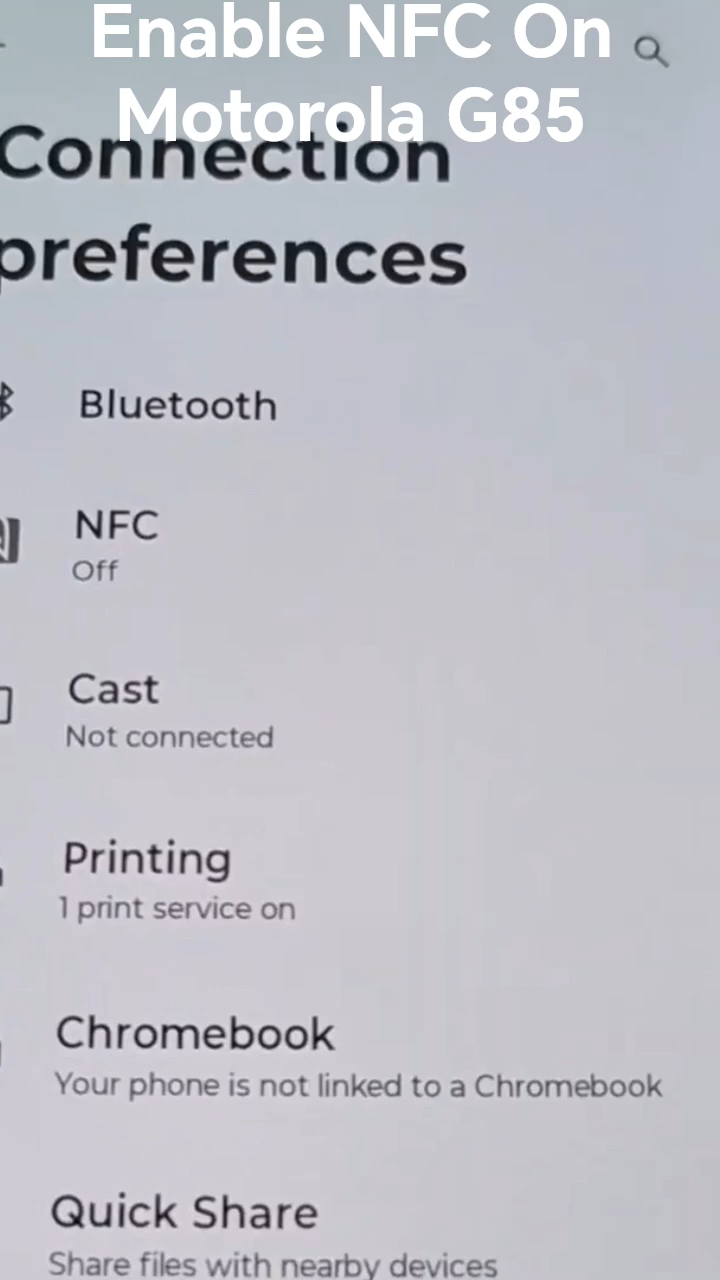 Enable NFC On
Motorola G85
Connection
preferences
Bluetooth
NFC
Off
Cast
Not connected
Printing
1 print service on
Chromebook
Your phone is not linked to a Chromebook
Quick Share
Share files with nearby devices